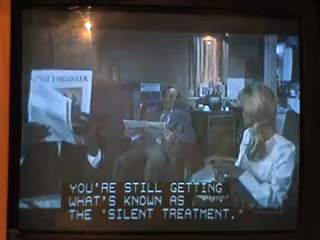 YOU'RE STILL GETTING
WHAT'S KNOWN AS
THE "SILENT TREATMENT."